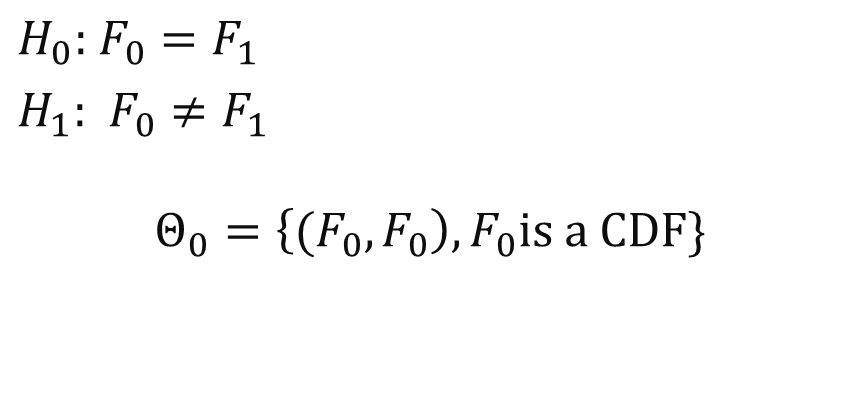 H₀: F₀ = F₁
H₁: F₀ ≠ F₁
Θ₀ = {(F₀, F₀), F₀is a CDF}